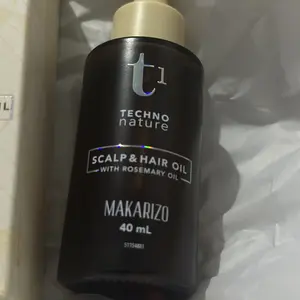 t1
TECHNO
nature
SCALP & HAIR OIL
WITH ROSEMARY OIL
MAKARIZO
40 mL